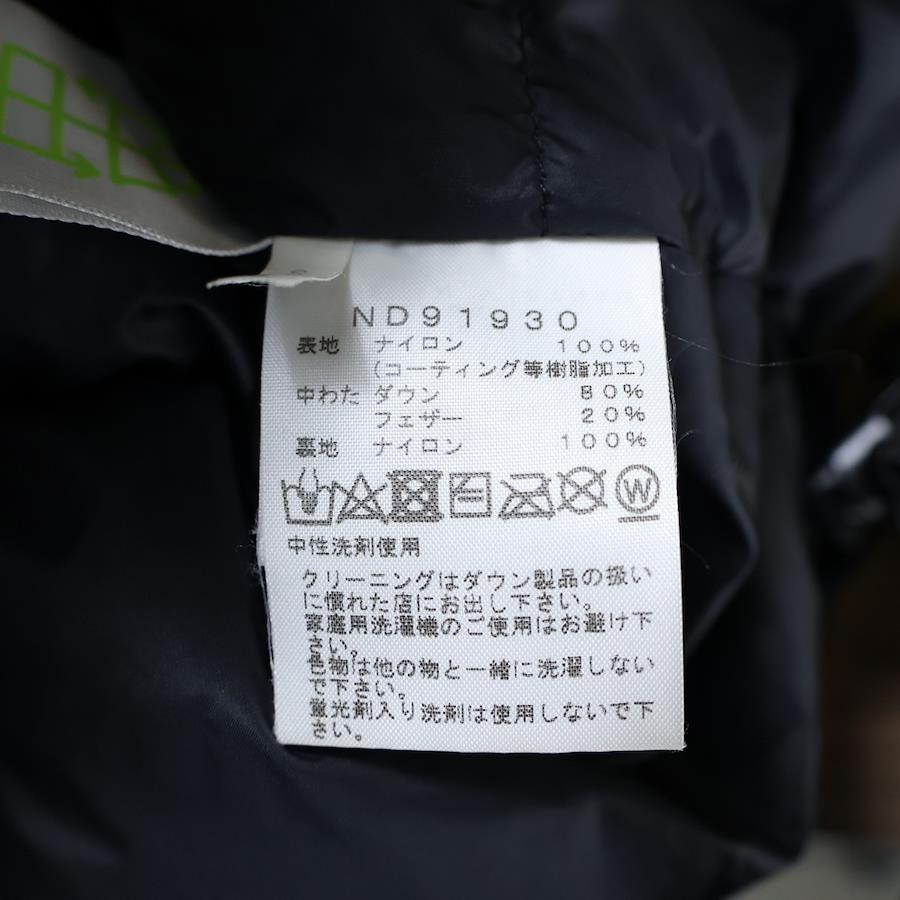 ND91930
表地 ナイロン 100%
(コーティング等樹脂加工)
中わた ダウン 80%
フェザー 20%
裏地 ナイロン 100%
W
中性洗剤使用
クリーニングはダウン製品の扱い
に慣れた店にお出し下さい。
家庭用洗濯機のご使用はお避け下
さい。
色物は他の物と一緒に洗濯しない
で下さい。
蛍光剤入り洗剤は使用しないで下
さい。